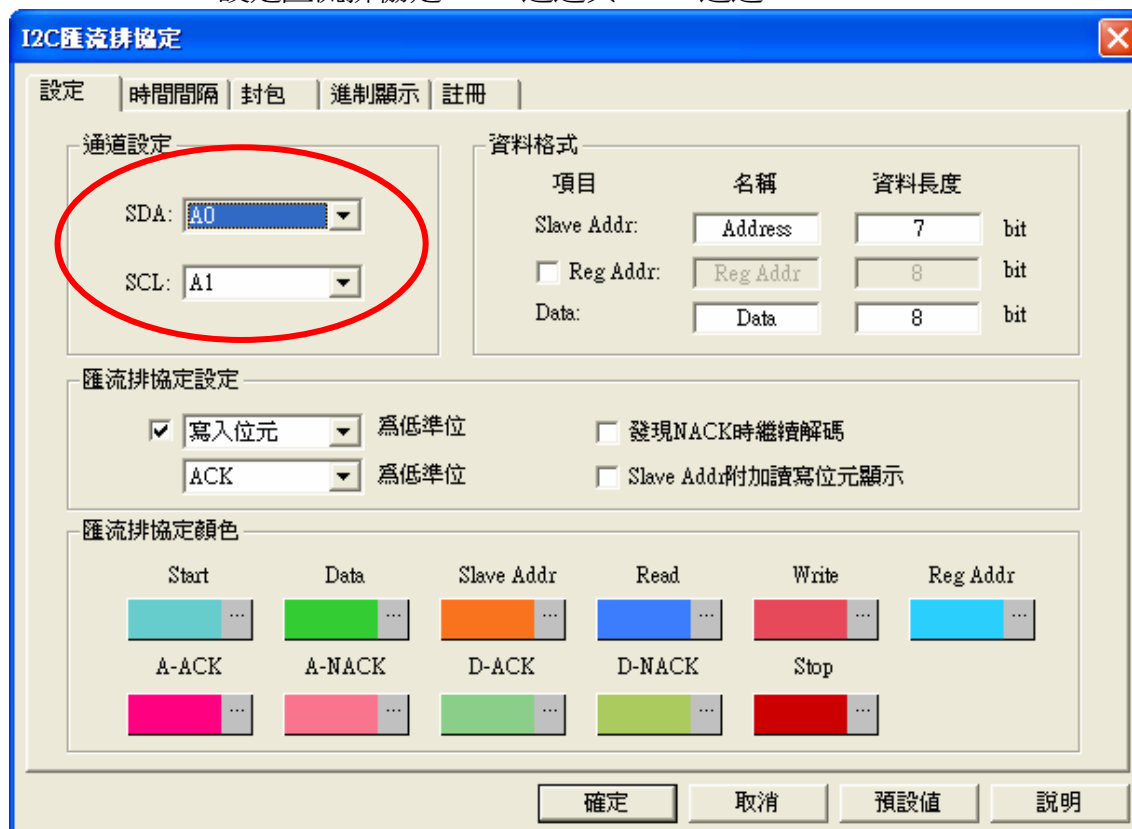 I2C匯流排協定
設定 時間間隔 封包 進制顯示 註冊
通道設定
SDA: A0
SCL: A1
資料格式
項目 名稱 資料長度
Slave Addr: Address 7 bit
Reg Addr: Reg Addr 8 bit
Data: Data 8 bit
匯流排協定設定
寫入位元 為低準位
ACK 為低準位
發現NACK時繼續解碼
Slave Addr附加讀寫位元顯示
匯流排協定顏色
Start Data Slave Addr Read Write Reg Addr
... ... ... ... ... ...
A-ACK A-NACK D-ACK D-NACK Stop
... ... ... ... ...
確定 取消 預設值 說明